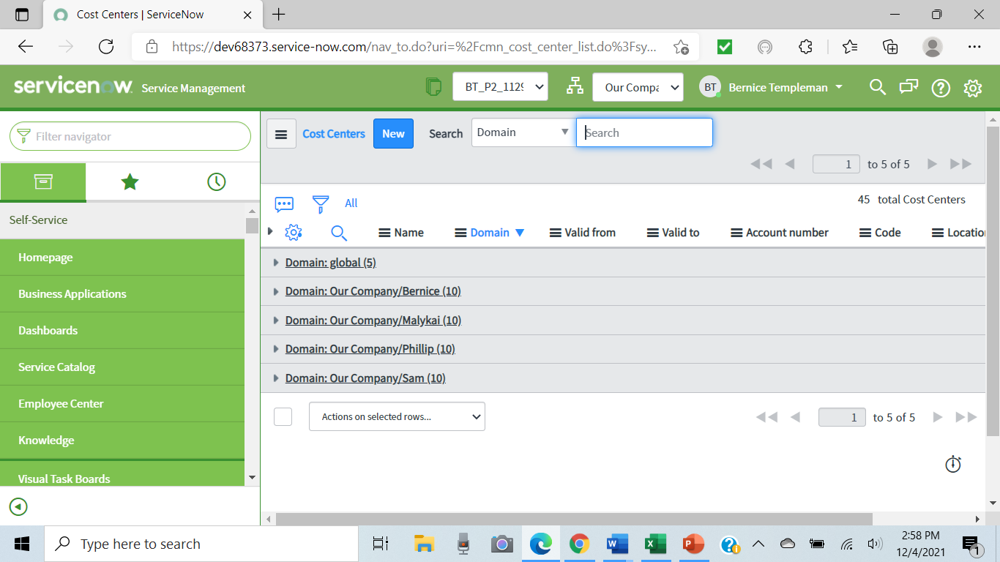 Cost Centers | ServiceNow
https://dev68373.service-now.com/nav_to.do?uri=%2Fcmn_cost_center_list.do%3Fsy...
servicenow Service Management
BT_P2_1129
Our Compa
BT Bernice Templeman
Filter navigator
Cost Centers New Search Domain Search
1 to 5 of 5
All
45 total Cost Centers
Name Domain Valid from Valid to Account number Code Location
Self-Service
Homepage
Business Applications
Dashboards
Service Catalog
Employee Center
Knowledge
Visual Task Boards
Domain: global (5)
Domain: Our Company/Bernice (10)
Domain: Our Company/Malykai (10)
Domain: Our Company/Phillip (10)
Domain: Our Company/Sam (10)
Actions on selected rows...
1 to 5 of 5
Type here to search
2:58 PM
12/4/2021
1